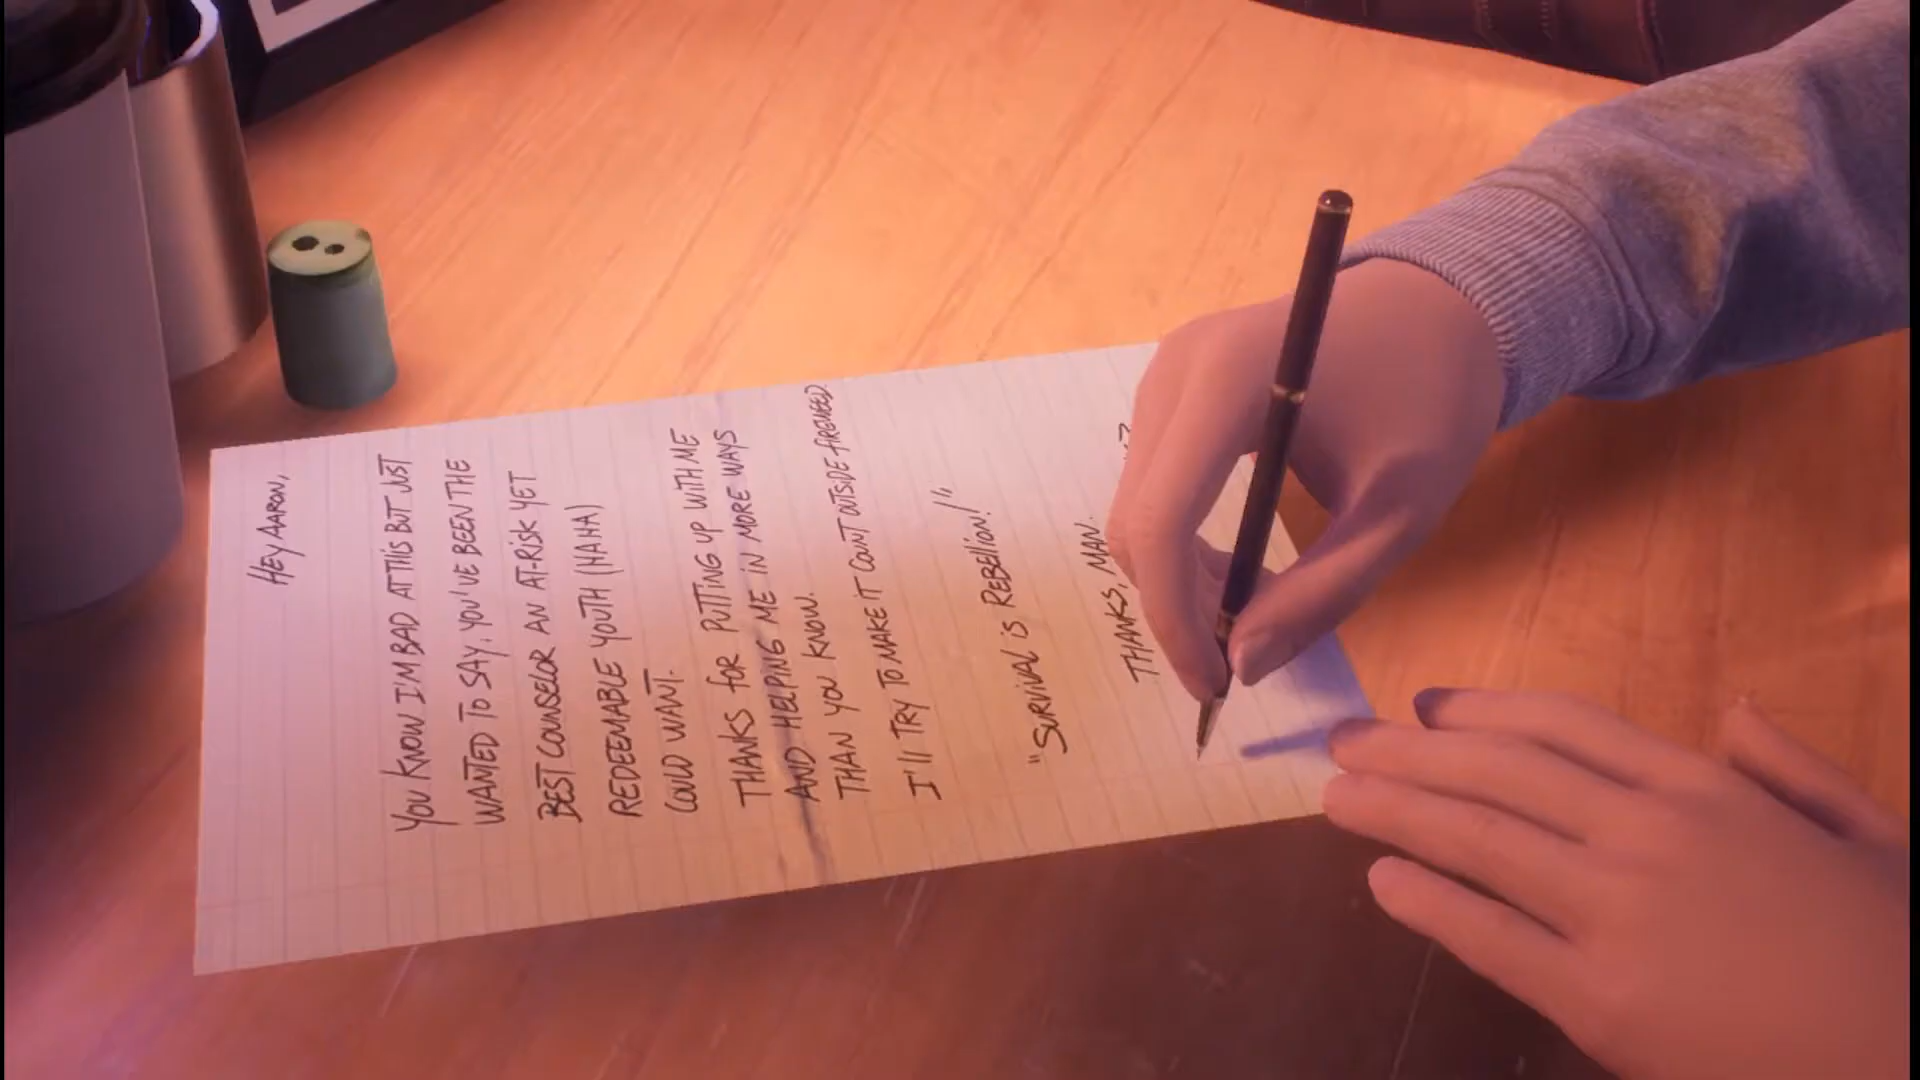 Hey Aaron,
You know I'm bad at this but just
wanted to say, you've been the
best counselor an at-risk yet
redeemable youth (haha)
could want.
Thanks for putting up with me
and helping me in more ways
than you know.
I'll try to make it count outside Fireweed.
"Survival is Rebellion!"
Thanks, man.